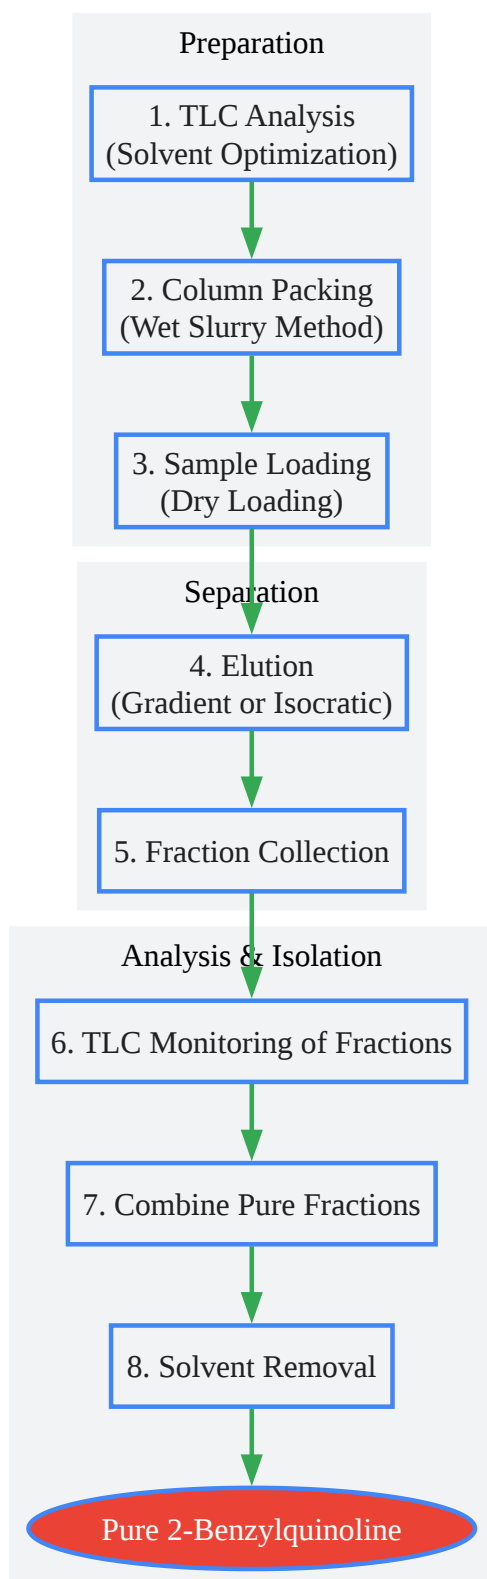 Preparation
1. TLC Analysis
(Solvent Optimization)
2. Column Packing
(Wet Slurry Method)
3. Sample Loading
(Dry Loading)
Separation
4. Elution
(Gradient or Isocratic)
5. Fraction Collection
Analysis & Isolation
6. TLC Monitoring of Fractions
7. Combine Pure Fractions
8. Solvent Removal
Pure 2-Benzylquinoline